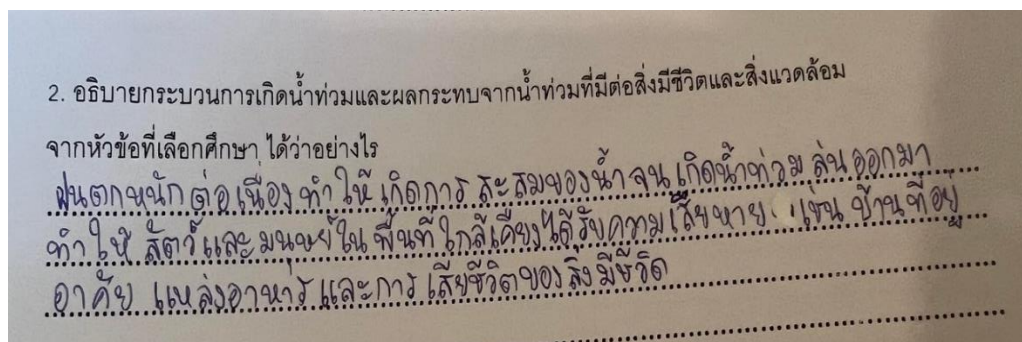 2. อธิบายกระบวนการเกิดน้ำท่วมและผลกระทบจากน้ำท่วมที่มีต่อสิ่งมีชีวิตและสิ่งแวดล้อม
จากหัวข้อที่เลือกศึกษา ได้ว่าอย่างไร
ฝนตกหนักต่อเนื่องทำให้เกิดการสะสมของน้ำจนเกิดน้ำท่วมล้นออกมา
ทำให้สัตว์และมนุษย์ในพื้นที่ใกล้เคียงได้รับความเสียหาย เช่น บ้านที่อยู่
อาศัย แหล่งอาหารและการเสียชีวิตของสิ่งมีชีวิต